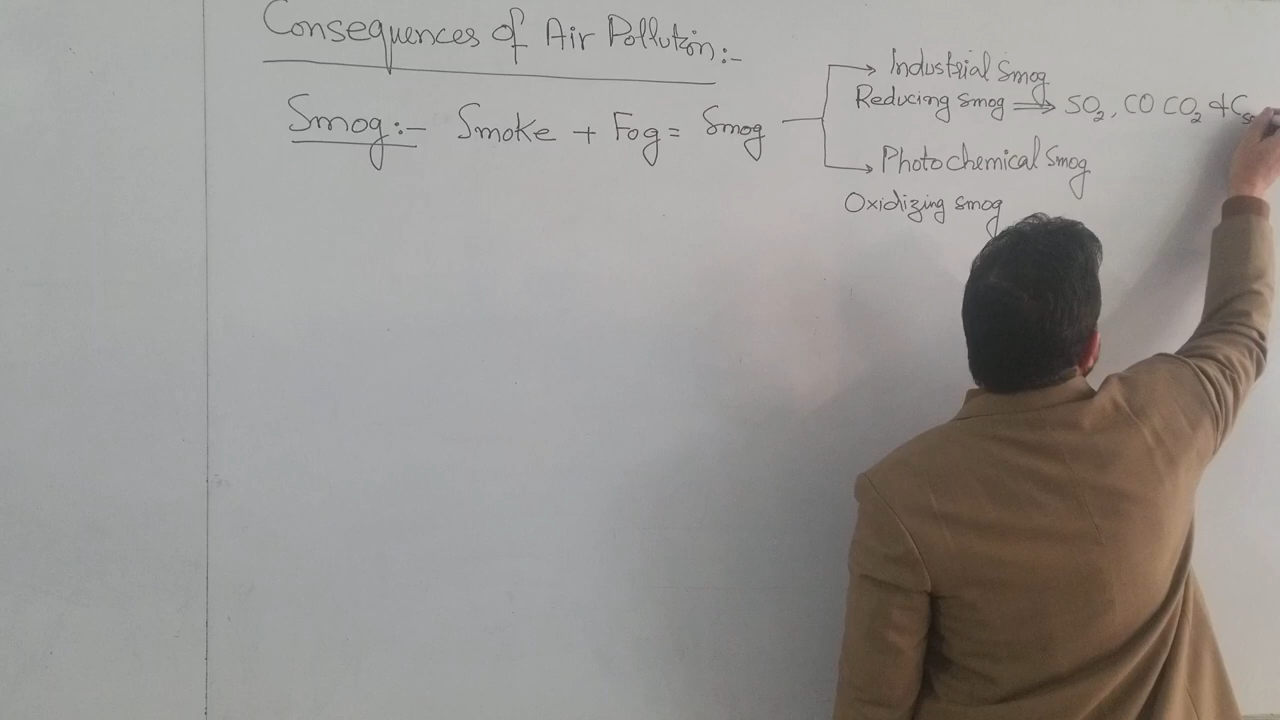 Consequences of Air Pollution:-
Smog:- Smoke + Fog = Smog
Industrial Smog
Reducing Smog ⟹ SO₂, CO CO₂ & C
Photochemical Smog
Oxidizing Smog